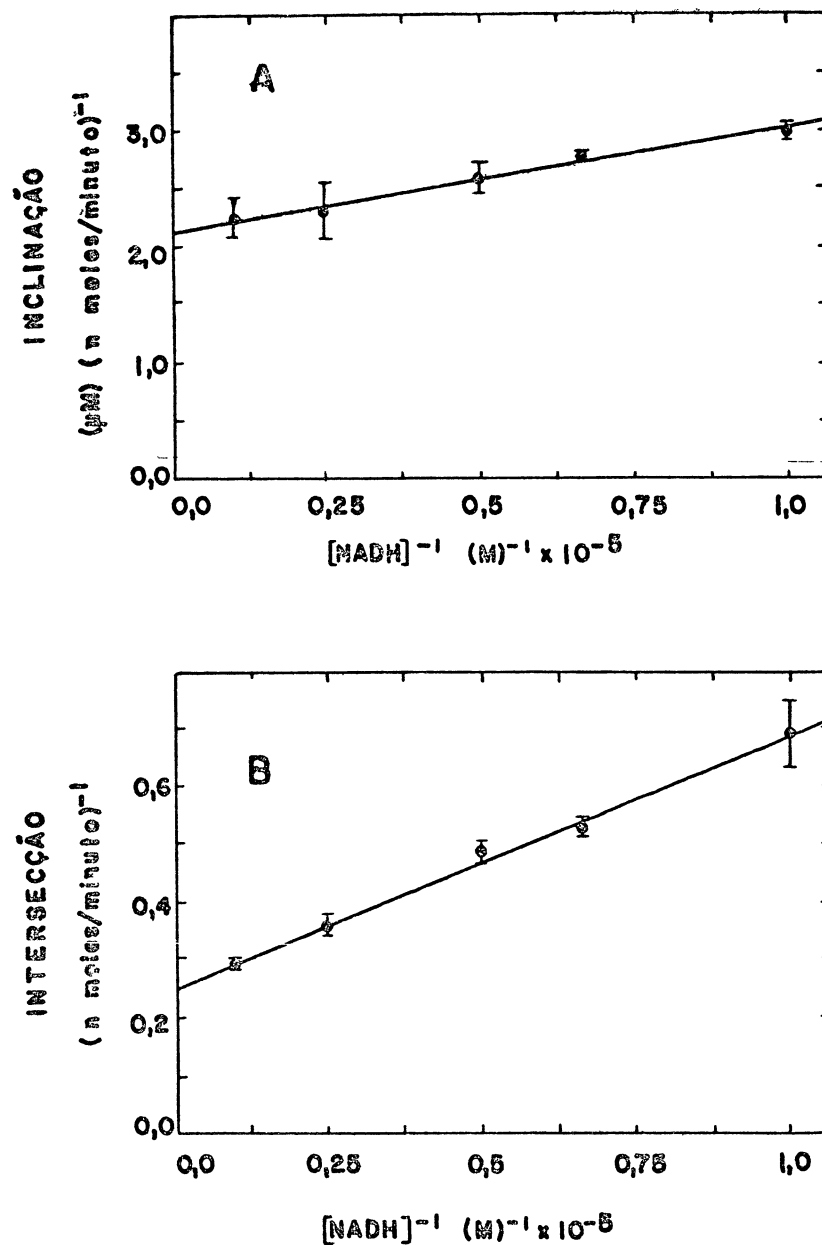 A
INCLINAÇÃO
(μM) (n moles/minuto)⁻¹
3,0
2,0
1,0
0,0
0,0 0,25 0,5 0,75 1,0
[NADH]⁻¹ (M)⁻¹ x 10⁻⁵
B
INTERSECÇÃO
(n moles/minuto)⁻¹
0,6
0,4
0,2
0,0
0,0 0,25 0,5 0,75 1,0
[NADH]⁻¹ (M)⁻¹ x 10⁻⁵